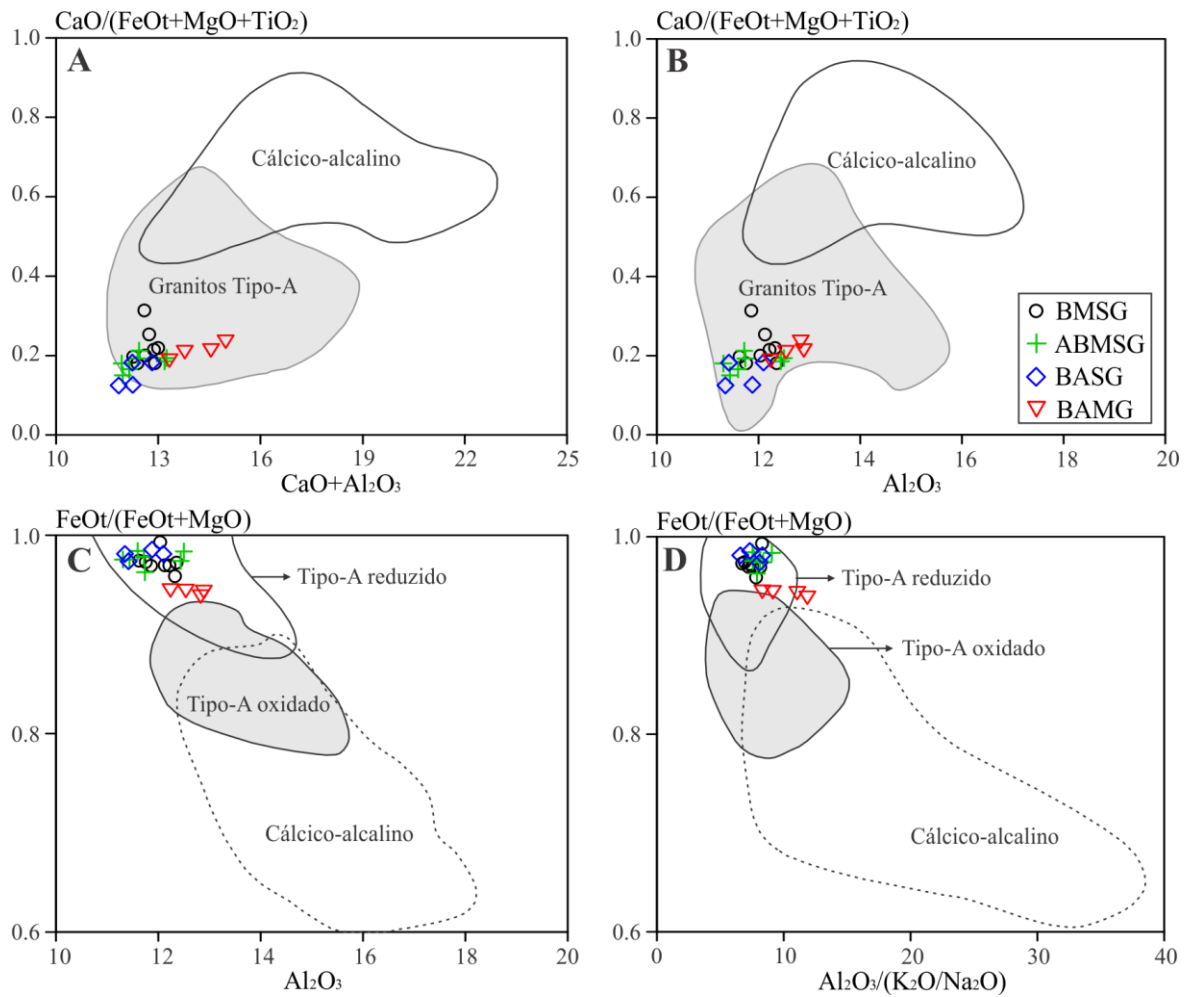 CaO/(FeOt+MgO+TiO₂)
A
1.0
0.8
0.6
0.4
0.2
0.0
Cálcico-alcalino
Granitos Tipo-A
10 13 16 19 22 25
CaO+Al₂O₃
CaO/(FeOt+MgO+TiO₂)
B
1.0
0.8
0.6
0.4
0.2
0.0
Cálcico-alcalino
Granitos Tipo-A
BMSG
ABMSG
BASG
BAMG
10 12 14 16 18 20
Al₂O₃
FeOt/(FeOt+MgO)
C
1.0
0.8
0.6
Tipo-A reduzido
Tipo-A oxidado
Cálcico-alcalino
10 12 14 16 18 20
Al₂O₃
FeOt/(FeOt+MgO)
D
1.0
0.8
0.6
Tipo-A reduzido
Tipo-A oxidado
Cálcico-alcalino
0 10 20 30 40
Al₂O₃/(K₂O/Na₂O)